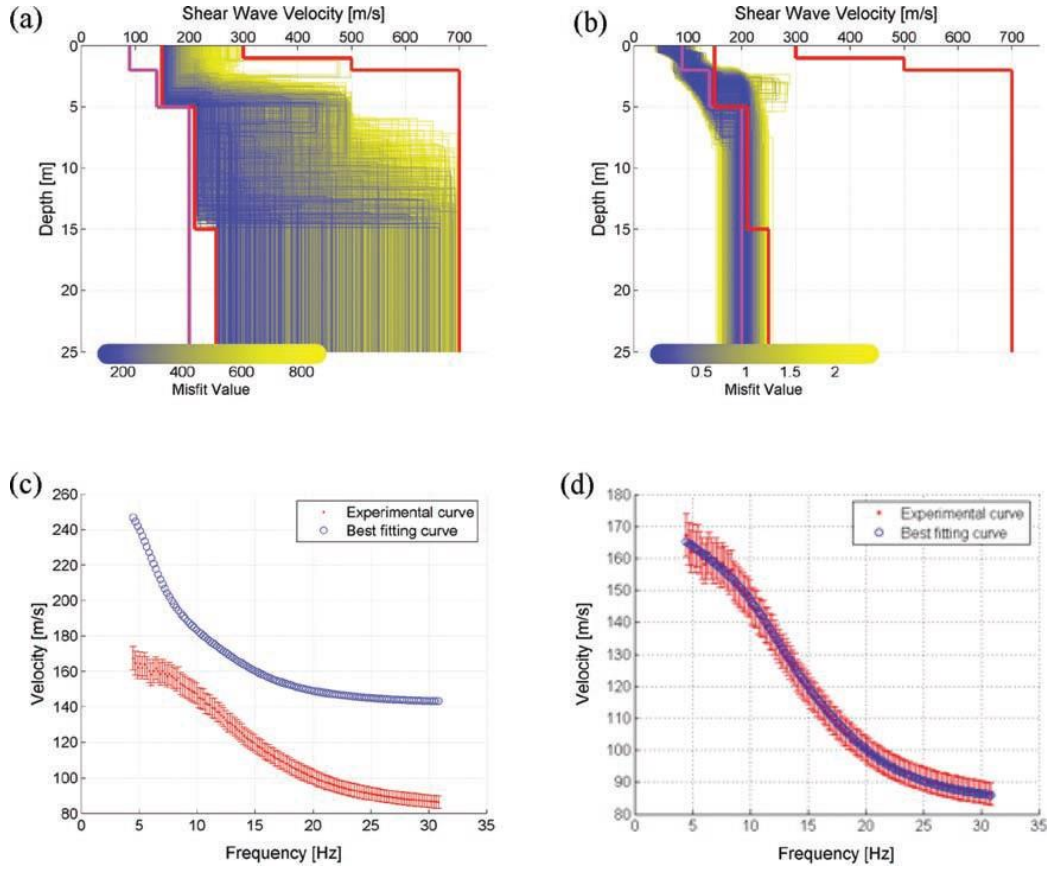 (a)
Shear Wave Velocity [m/s]
0 100 200 300 400 500 600 700
Depth [m]
0
5
10
15
20
25
200 400 600 800
Misfit Value
(b)
Shear Wave Velocity [m/s]
0 100 200 300 400 500 600 700
Depth [m]
0
5
10
15
20
25
0.5 1 1.5 2
Misfit Value
(c)
Velocity [m/s]
260
240
220
200
180
160
140
120
100
80
Experimental curve
Best fitting curve
0 5 10 15 20 25 30 35
Frequency [Hz]
(d)
Velocity [m/s]
180
170
160
150
140
130
120
110
100
90
80
Experimental curve
Best fitting curve
0 5 10 15 20 25 30 35
Frequency [Hz]